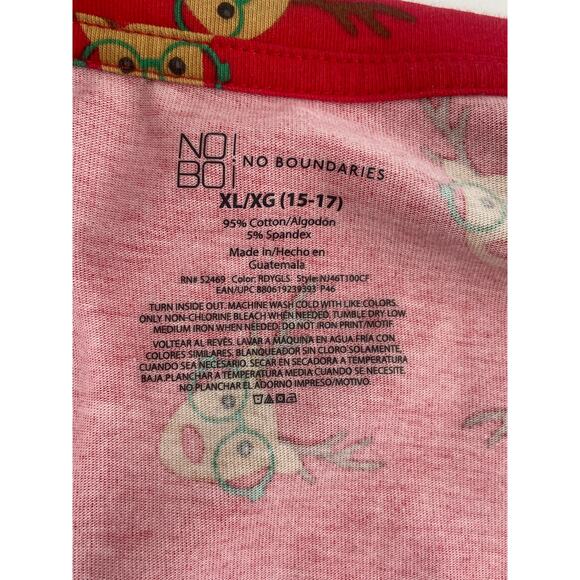 NO!
BO¡
NO BOUNDARIES
XL/XG (15-17)
95% Cotton/Algodón
5% Spandex
Made in/Hecho en
Guatemala
RN# 52469 Color: RDYGLS Style: NJ46T100CF
EAN/UPC 880619239393 P46
TURN INSIDE OUT. MACHINE WASH COLD WITH LIKE COLORS.
ONLY NON-CHLORINE BLEACH WHEN NEEDED. TUMBLE DRY LOW
MEDIUM IRON WHEN NEEDED. DO NOT IRON PRINT/MOTIF.
VOLTEAR AL REVÉS. LAVAR A MÁQUINA EN AGUA FRÍA CON
COLORES SIMILARES. BLANQUEADOR SIN CLORO SOLAMENTE,
CUANDO SEA NECESARIO. SECAR EN SECADORA A TEMPERATURA
BAJA. PLANCHAR A TEMPERATURA MEDIA CUANDO SE NECESITE.
NO PLANCHAR EL ADORNO IMPRESO/MOTIVO.